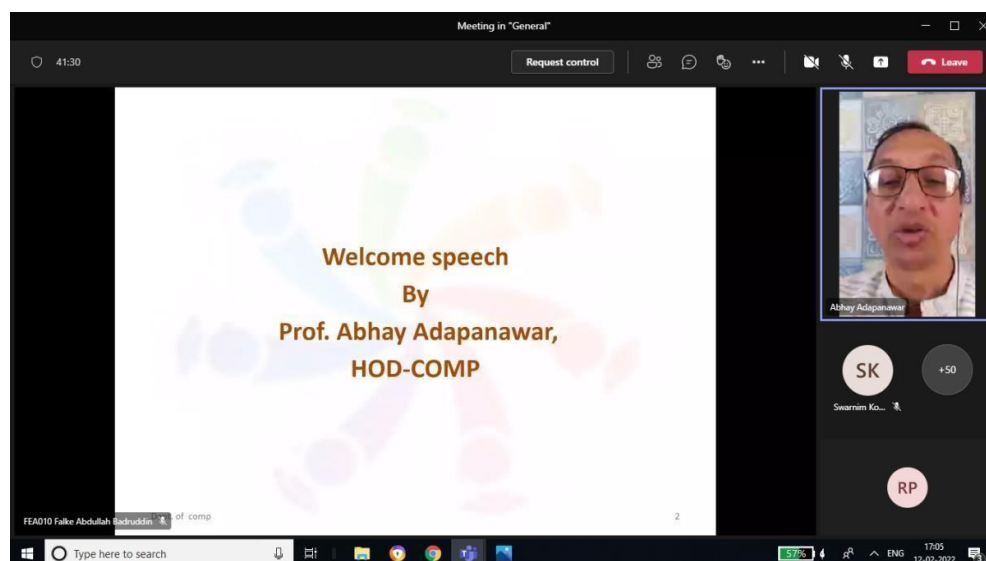 Meeting in "General"
41:30
Request control
Leave
Welcome speech
By
Prof. Abhay Adapanawar,
HOD-COMP
Abhay Adapanawar
SK
+50
Swarnim Ko...
RP
FEA010 Falke Abdullah Badruddin
of comp
2
Type here to search
57%
ENG
17:05
12-02-2022
3